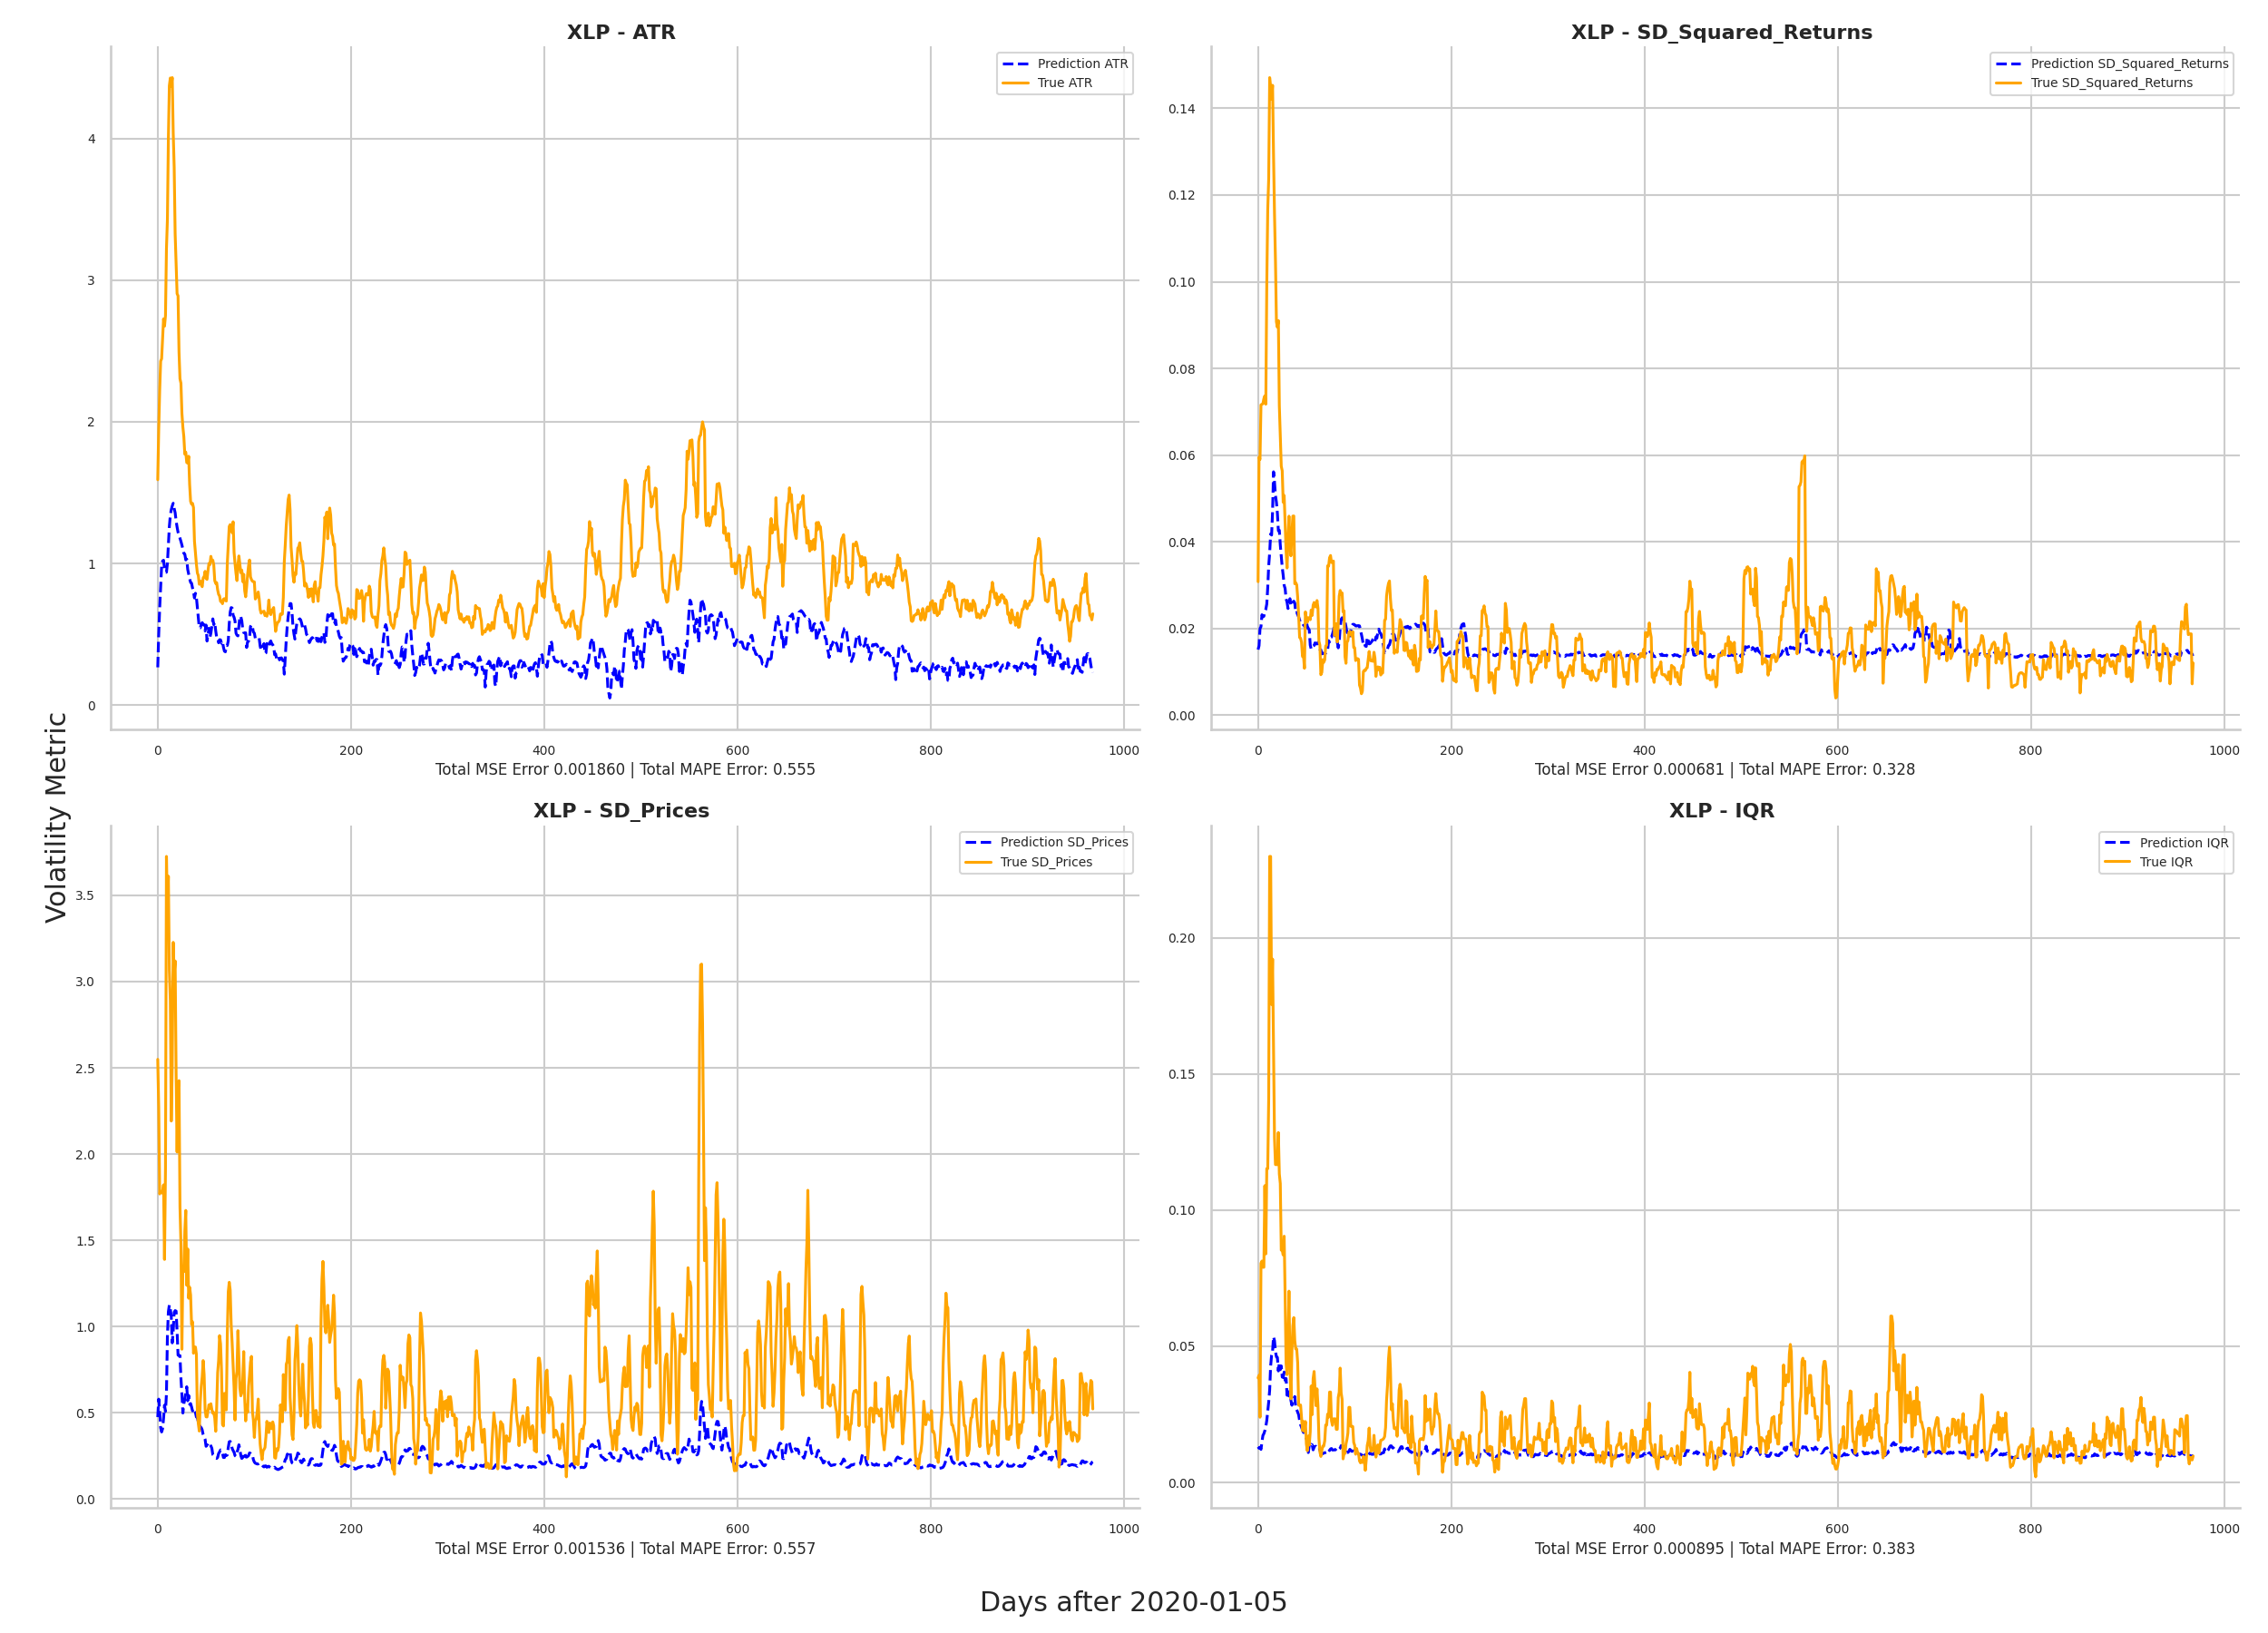 XLP - ATR
Prediction ATR
True ATR
4
3
2
1
0
0 200 400 600 800 1000
Total MSE Error 0.001860 | Total MAPE Error: 0.555
XLP - SD_Squared_Returns
Prediction SD_Squared_Returns
True SD_Squared_Returns
0.14
0.12
0.10
0.08
0.06
0.04
0.02
0.00
0 200 400 600 800 1000
Total MSE Error 0.000681 | Total MAPE Error: 0.328
Volatility Metric
XLP - SD_Prices
Prediction SD_Prices
True SD_Prices
3.5
3.0
2.5
2.0
1.5
1.0
0.5
0.0
0 200 400 600 800 1000
Total MSE Error 0.001536 | Total MAPE Error: 0.557
XLP - IQR
Prediction IQR
True IQR
0.20
0.15
0.10
0.05
0.00
0 200 400 600 800 1000
Total MSE Error 0.000895 | Total MAPE Error: 0.383
Days after 2020-01-05